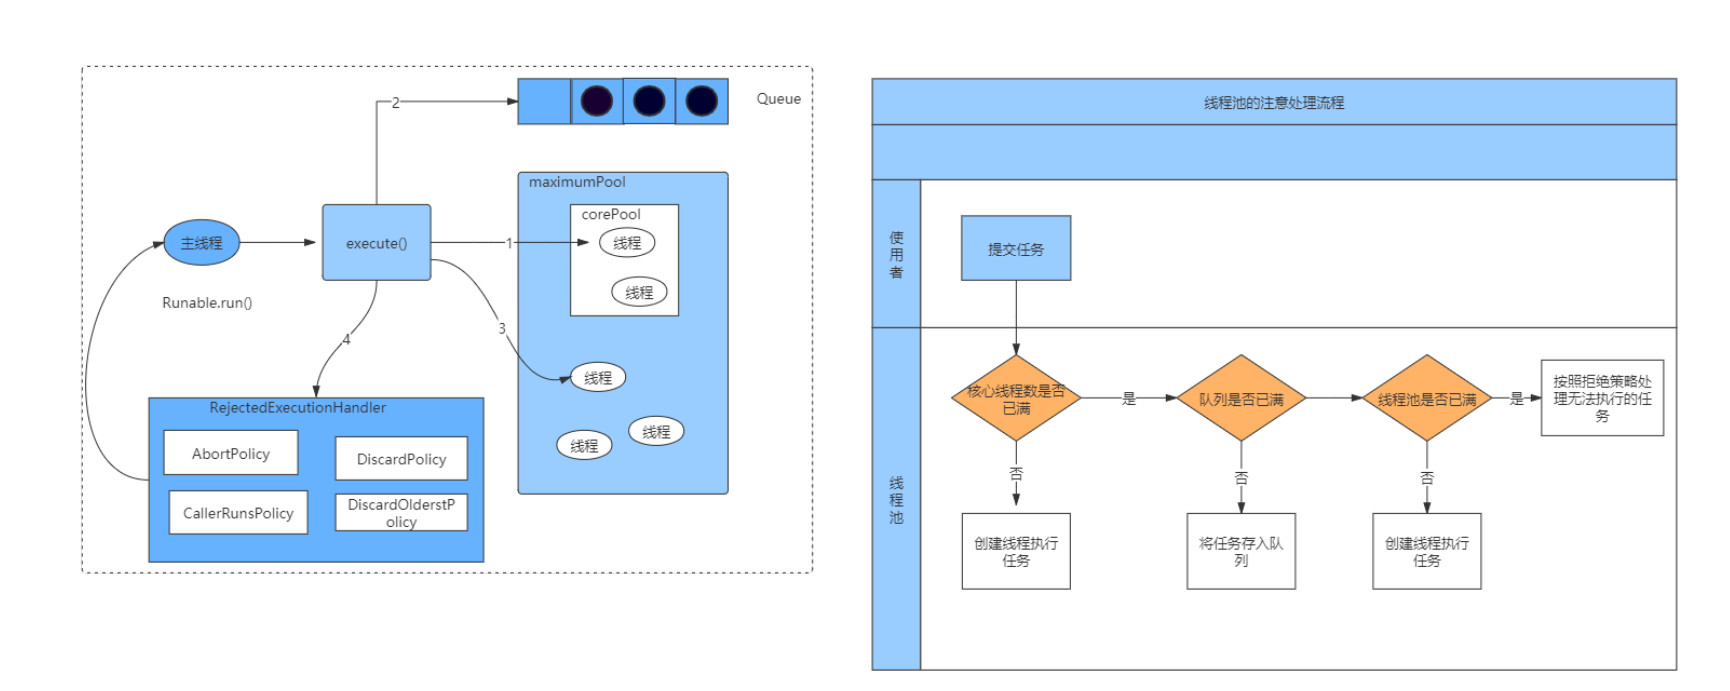 2
Queue
maximumPool
corePool
线程
线程
主线程
execute()
1
Runable.run()
3
4
线程
线程
线程
RejectedExecutionHandler
AbortPolicy
DiscardPolicy
CallerRunsPolicy
DiscardOlderstP
olicy
线程池的注意处理流程
使
用
者
提交任务
线
程
池
核心线程数是否
已满
是
队列是否已满
线程池是否已满
是
按照拒绝策略处
理无法执行的任
务
否
否
否
创建线程执行
任务
将任务存入队
列
创建线程执行
任务